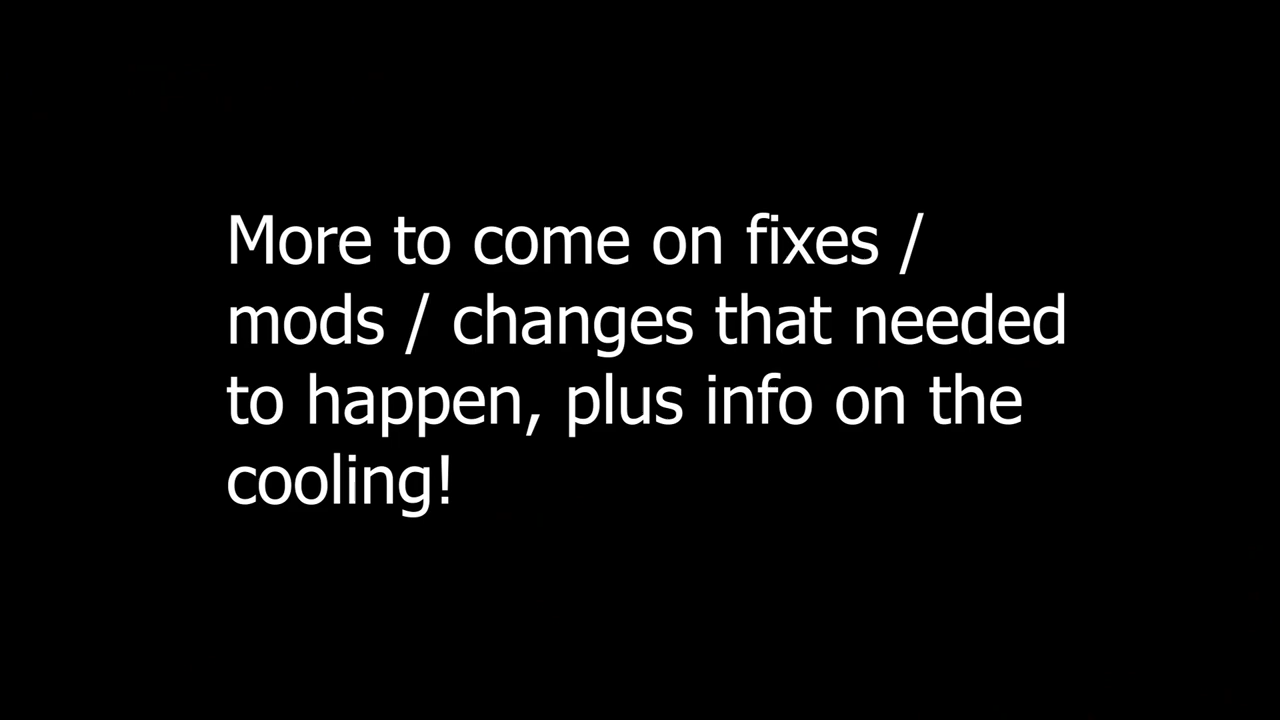 More to come on fixes /
mods / changes that needed
to happen, plus info on the
cooling!